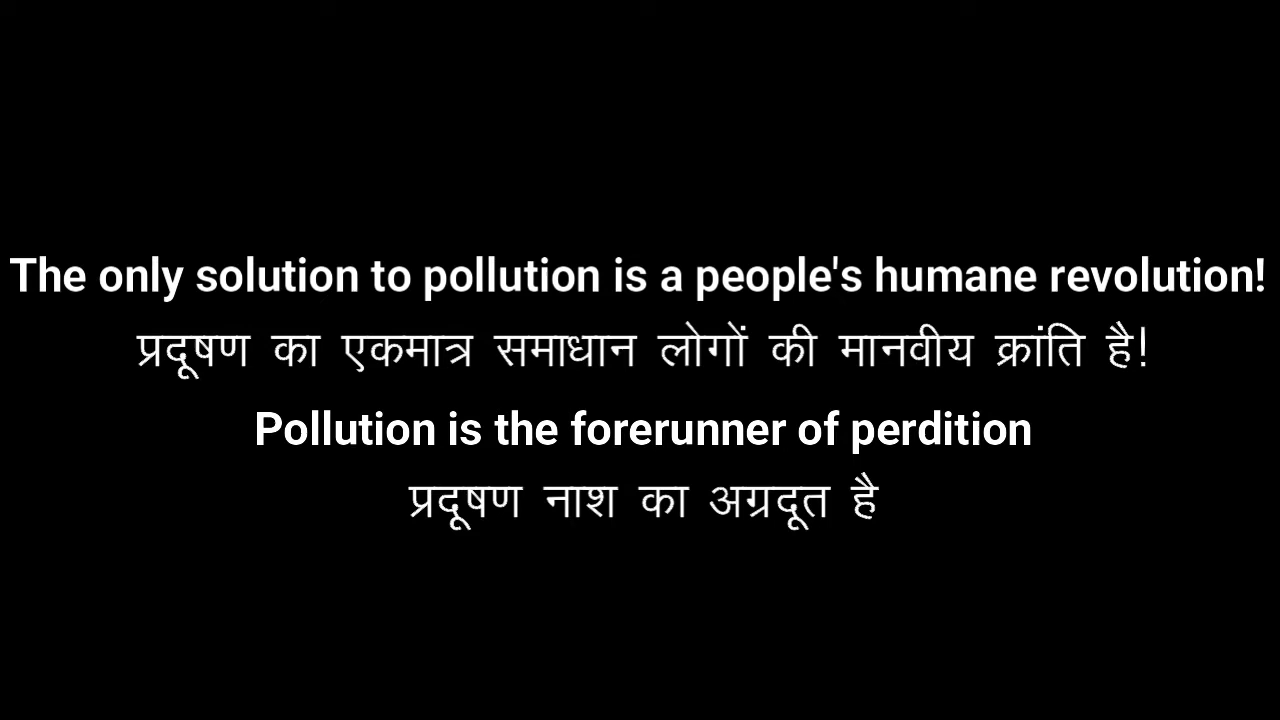 The only solution to pollution is a people's humane revolution!
प्रदूषण का एकमात्र समाधान लोगों की मानवीय क्रांति है!
Pollution is the forerunner of perdition
प्रदूषण नाश का अग्रदूत है